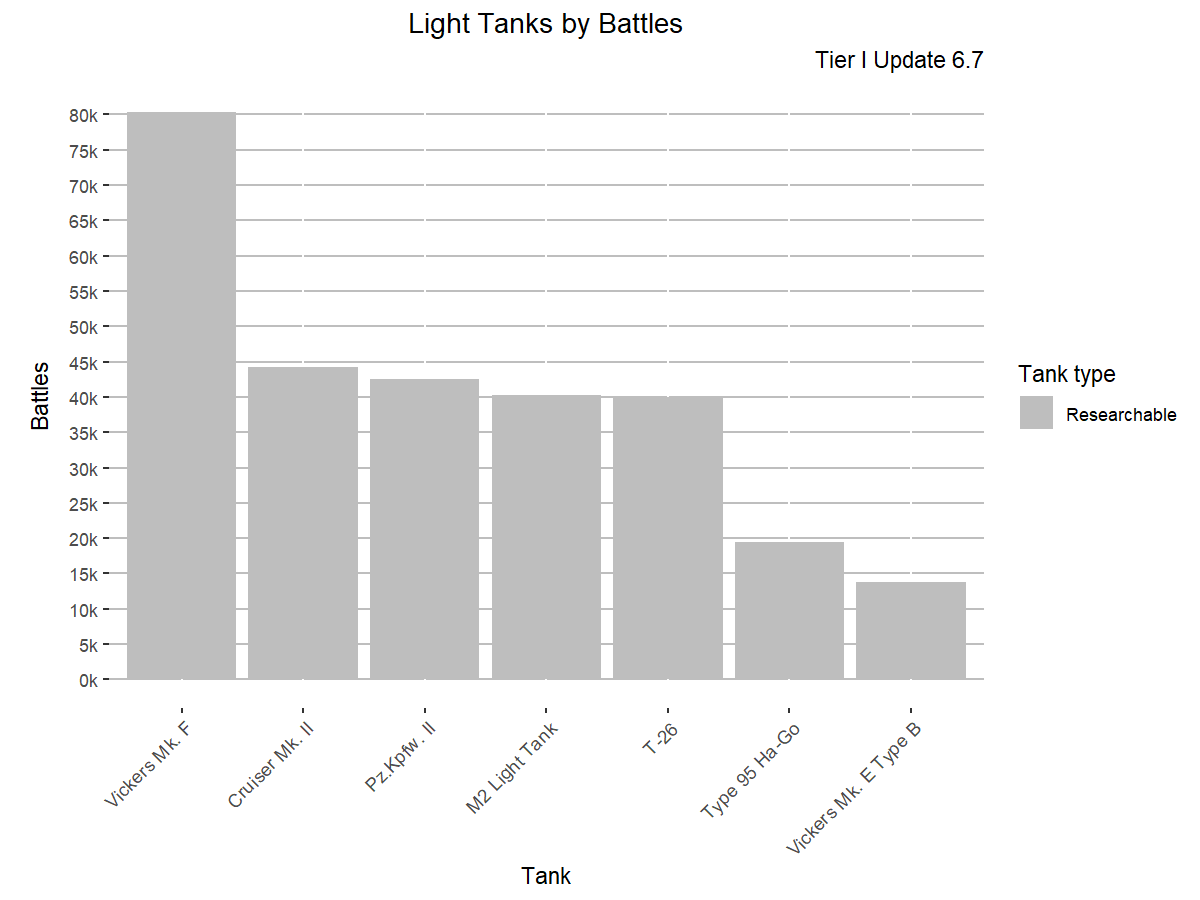 Light Tanks by Battles
Tier I Update 6.7
80k
75k
70k
65k
60k
55k
50k
45k
40k
35k
30k
25k
20k
15k
10k
5k
0k
Battles
Vickers Mk. F
Cruiser Mk. II
Pz.Kpfw. II
M2 Light Tank
T-26
Type 95 Ha-Go
Vickers Mk. E Type B
Tank
Tank type
Researchable